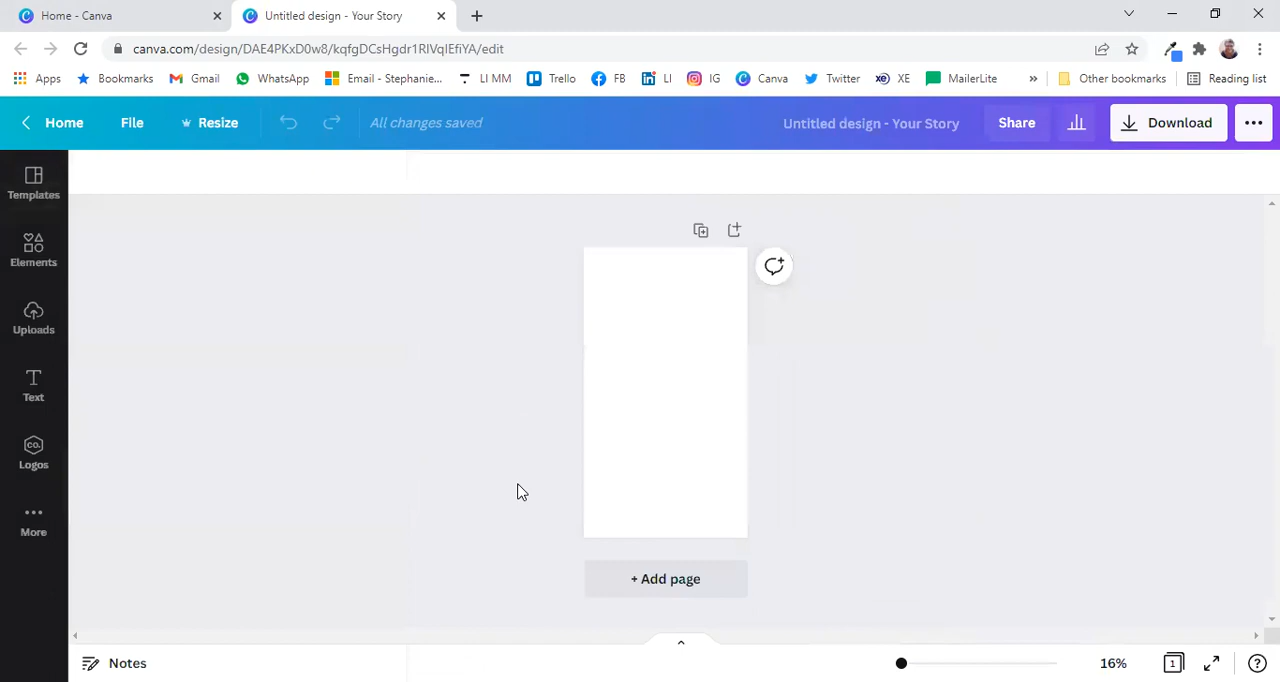 Home - Canva
Untitled design - Your Story
canva.com/design/DAE4PKxD0w8/kqfgDCsHgdr1RlVqIEfiYA/edit
Apps Bookmarks Gmail WhatsApp Email - Stephanie... LI MM Trello FB LI IG Canva Twitter XE MailerLite » Other bookmarks Reading list
Home File Resize All changes saved Untitled design - Your Story Share Download
Templates
Elements
Uploads
Text
CO.
Logos
More
+ Add page
Notes 16% 1 ?